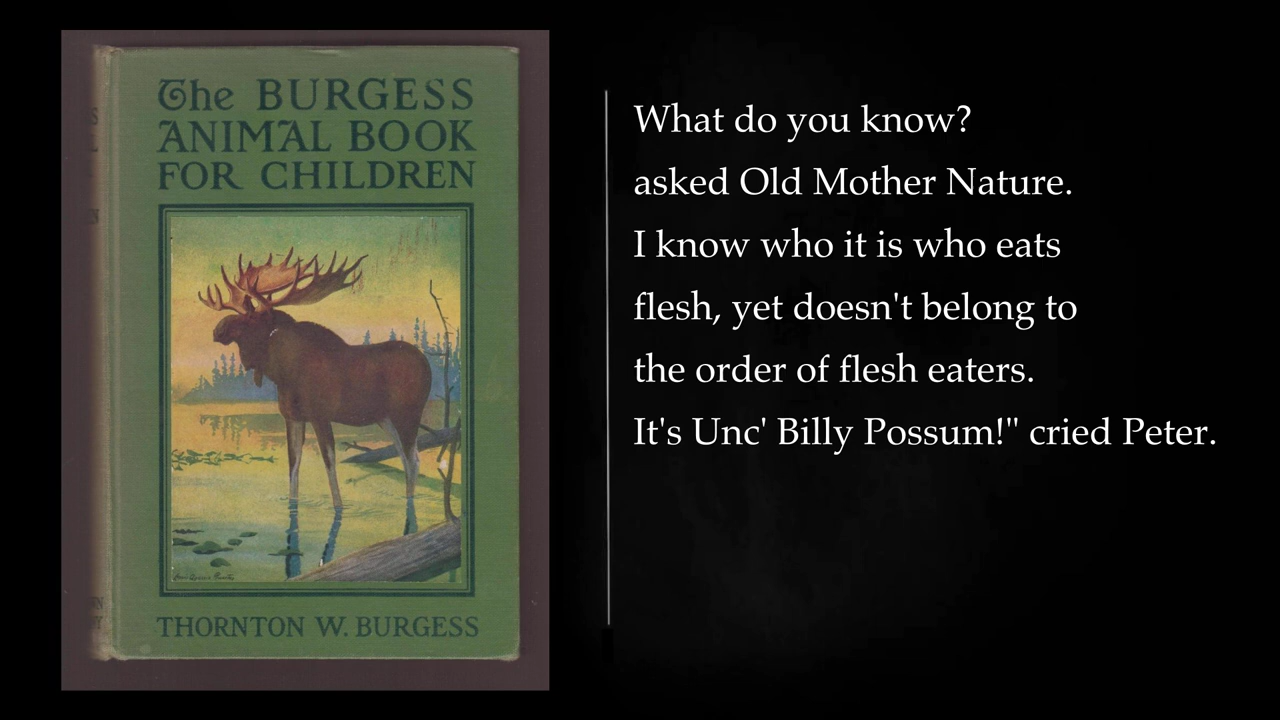 The BURGESS
ANIMAL BOOK
FOR CHILDREN
THORNTON W. BURGESS
What do you know?
asked Old Mother Nature.
I know who it is who eats
flesh, yet doesn't belong to
the order of flesh eaters.
It's Unc' Billy Possum!" cried Peter.